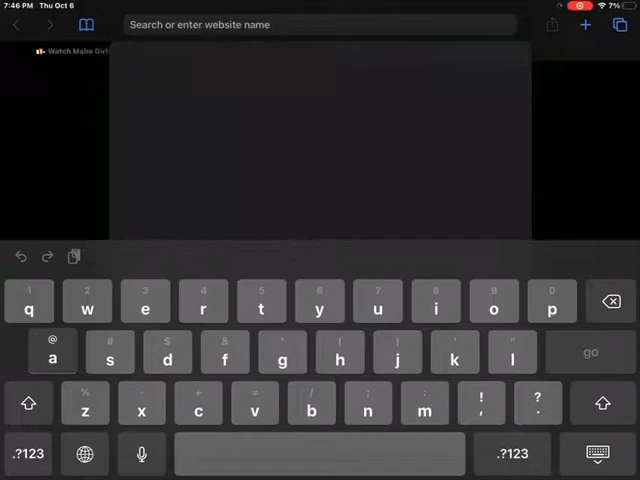 7:46 PM Thu Oct 6
7%
Search or enter website name
Watch Maho Girls
1 2 3 4 5 6 7 8 9 0
q w e r t y u i o p
@ # $ & * ( ) ' "
a s d f g h j k l go
% - + = / ; : ! ?
z x c v b n m , .
.?123 .?123